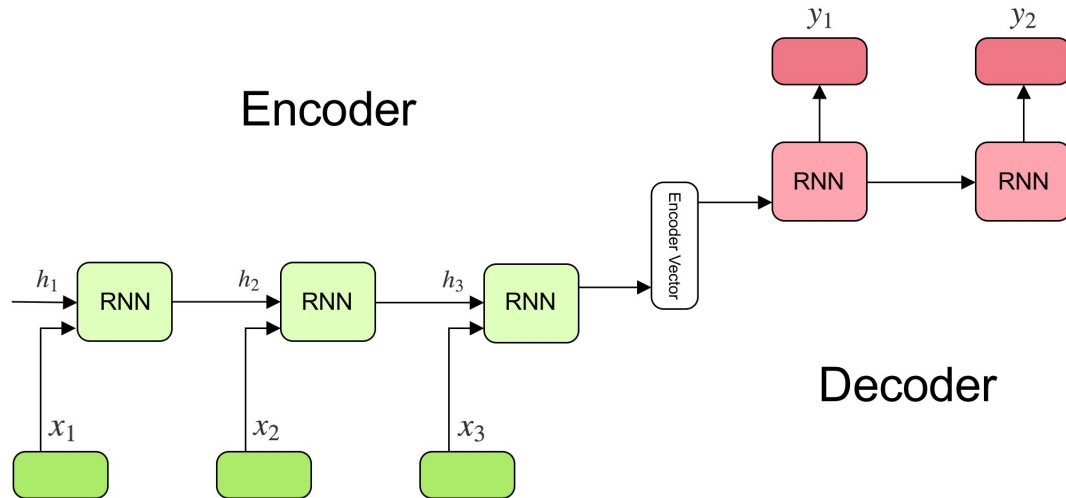 y₁
y₂
Encoder
RNN
RNN
Encoder Vector
h₁
RNN
h₂
RNN
h₃
RNN
Decoder
x₁
x₂
x₃